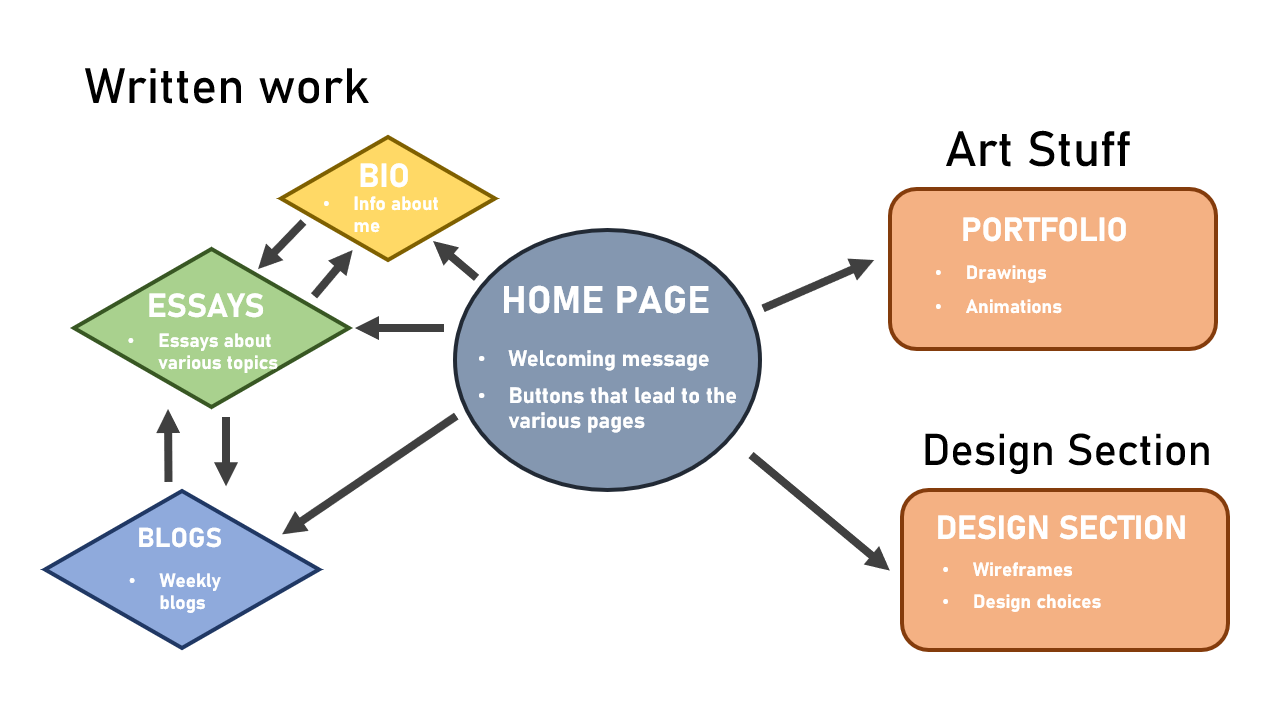 Written work
BIO
• Info about
me
ESSAYS
• Essays about
various topics
BLOGS
• Weekly
blogs
HOME PAGE
• Welcoming message
• Buttons that lead to the
various pages
Art Stuff
PORTFOLIO
• Drawings
• Animations
Design Section
DESIGN SECTION
• Wireframes
• Design choices